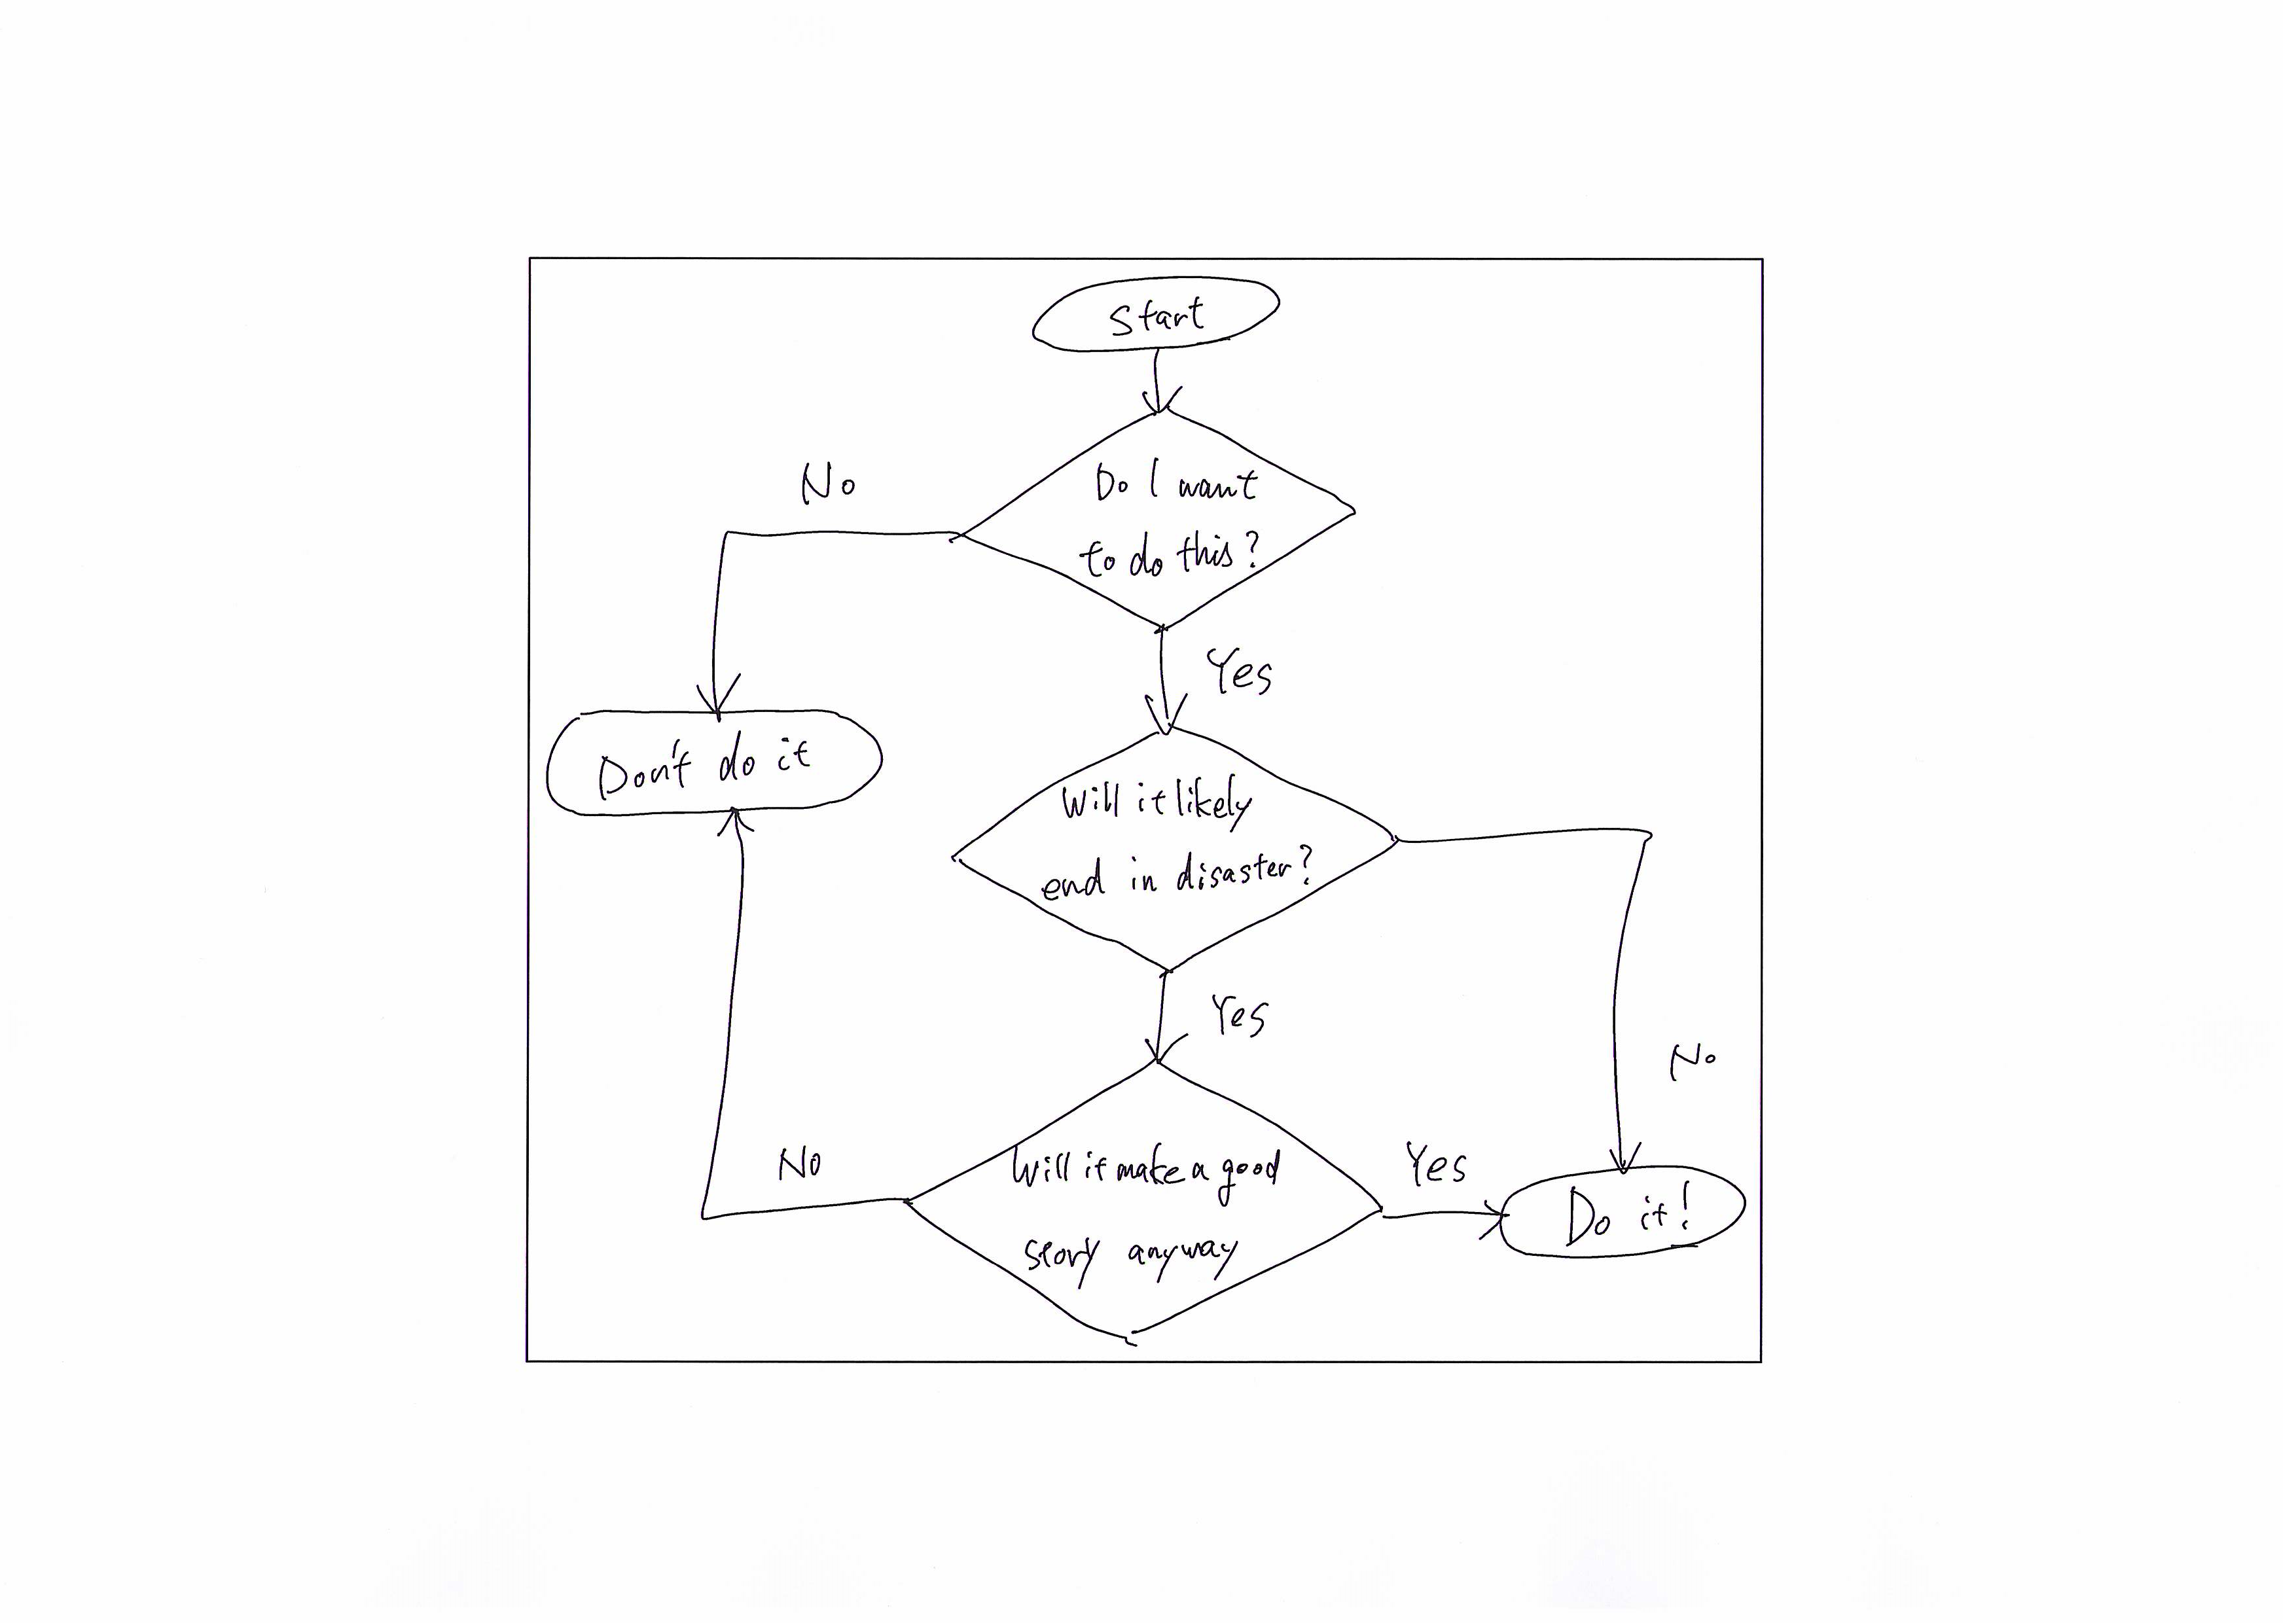 Start
No
Do I want
to do this?
Yes
Don't do it
Will it likely
end in disaster?
Yes
No
No
Will it make a good
story anyway
Yes
Do it!